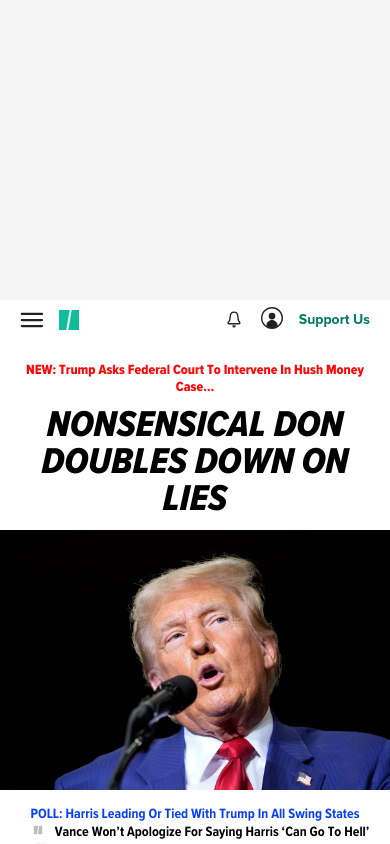 Support Us
NEW: Trump Asks Federal Court To Intervene In Hush Money
Case...
NONSENSICAL DON
DOUBLES DOWN ON
LIES
POLL: Harris Leading Or Tied With Trump In All Swing States
Vance Won’t Apologize For Saying Harris ‘Can Go To Hell’